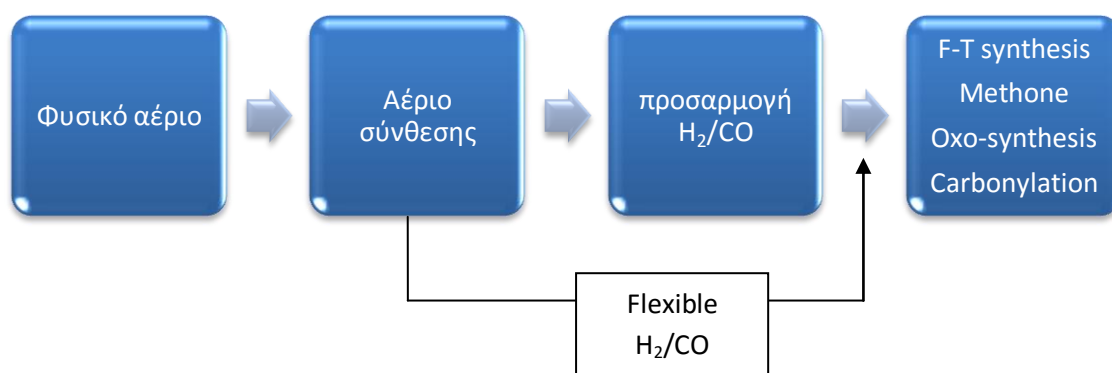 Φυσικό αέριο
Αέριο
σύνθεσης
προσαρμογή
H₂/CO
F-T synthesis
Methone
Oxo-synthesis
Carbonylation
Flexible
H₂/CO